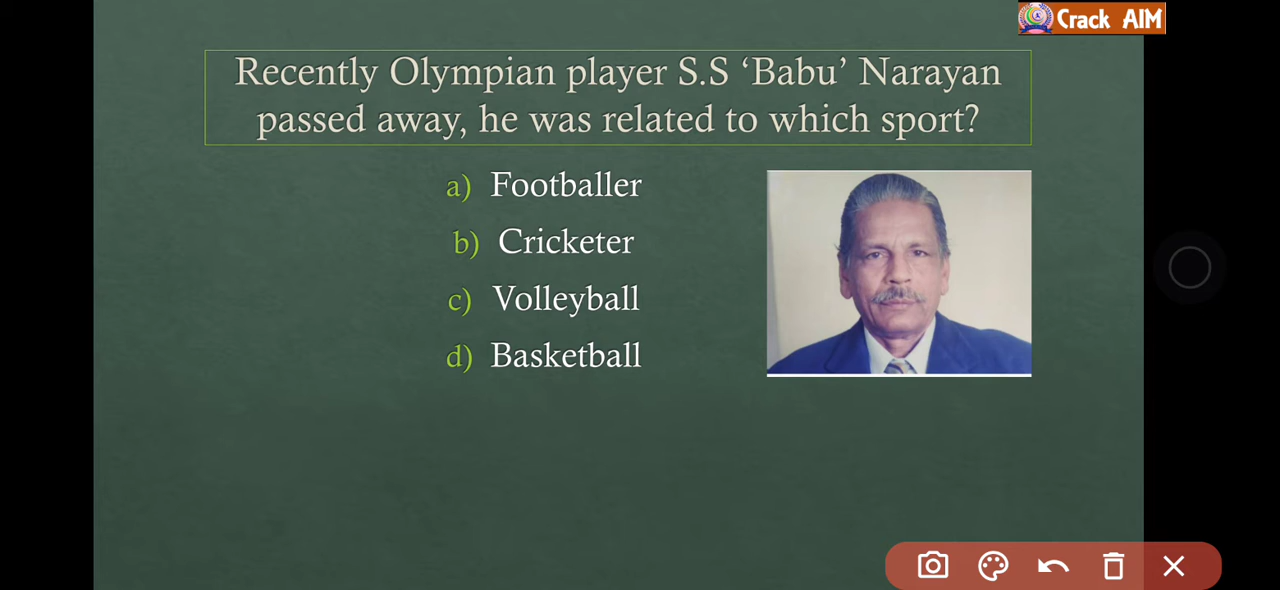 Crack AIM
Recently Olympian player S.S ‘Babu’ Narayan
passed away, he was related to which sport?
a) Footballer
b) Cricketer
c) Volleyball
d) Basketball